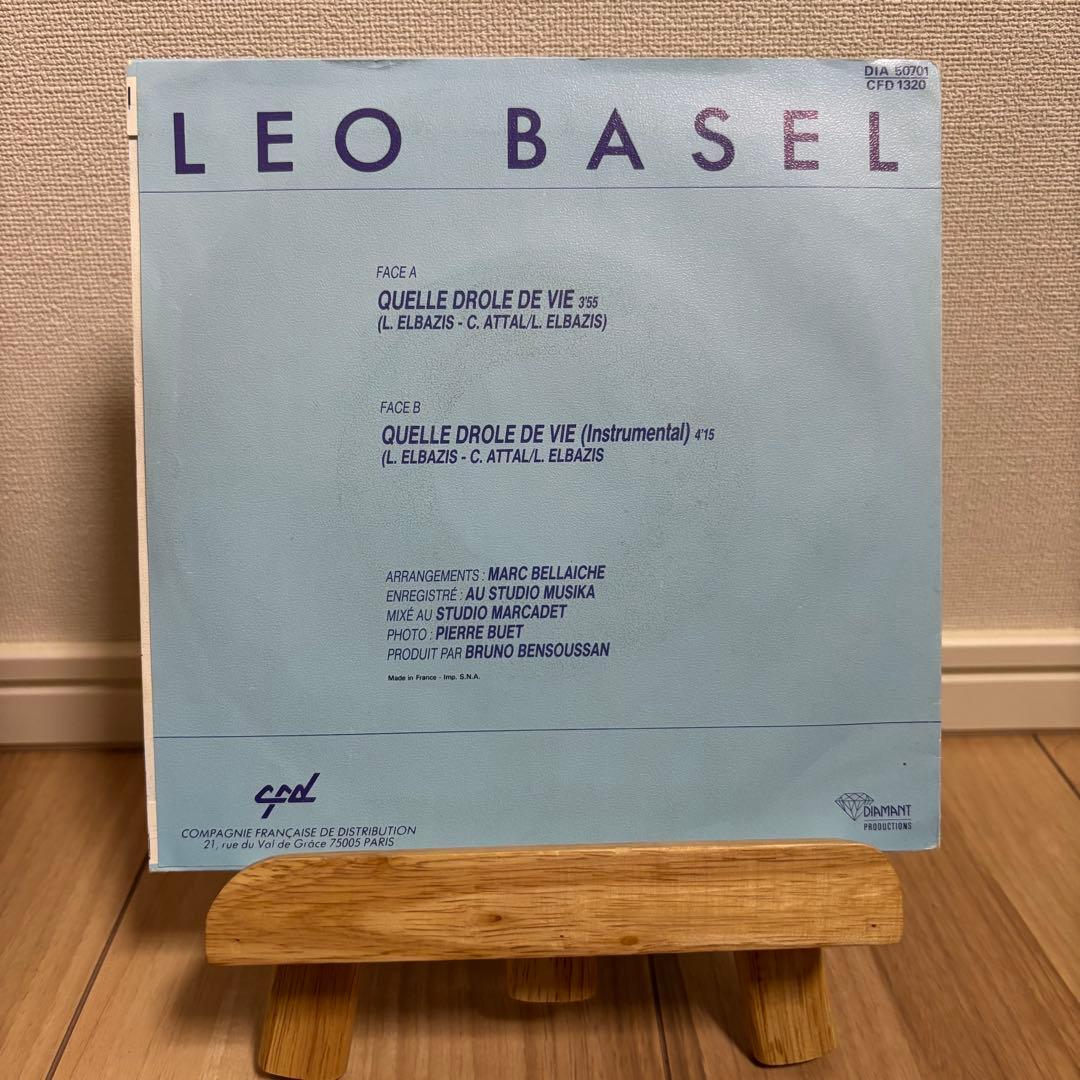 DIA 50701
CFD 1320
LEO BASEL
FACE A
QUELLE DROLE DE VIE 3'55
(L. ELBAZIS - C. ATTAL/L. ELBAZIS)
FACE B
QUELLE DROLE DE VIE (Instrumental) 4'15
(L. ELBAZIS - C. ATTAL/L. ELBAZIS
ARRANGEMENTS : MARC BELLAICHE
ENREGISTRÉ : AU STUDIO MUSIKA
MIXÉ AU STUDIO MARCADET
PHOTO : PIERRE BUET
PRODUIT PAR BRUNO BENSOUSSAN
Made in France - Imp. S.N.A.
cfd
COMPAGNIE FRANÇAISE DE DISTRIBUTION
21, rue du Val de Grâce 75005 PARIS
DIAMANT
PRODUCTIONS